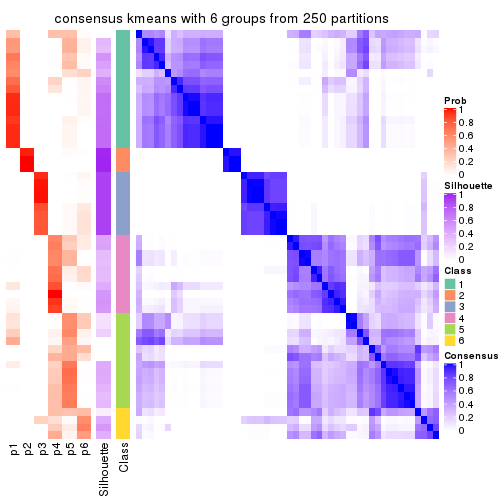 consensus kmeans with 6 groups from 250 partitions
Prob
1
0.8
0.6
0.4
0.2
0
Silhouette
1
0.8
0.6
0.4
0.2
0
Class
1
2
3
4
5
6
Consensus
1
0.8
0.6
0.4
0.2
0
p1
p2
p3
p4
p5
p6
Silhouette
Class